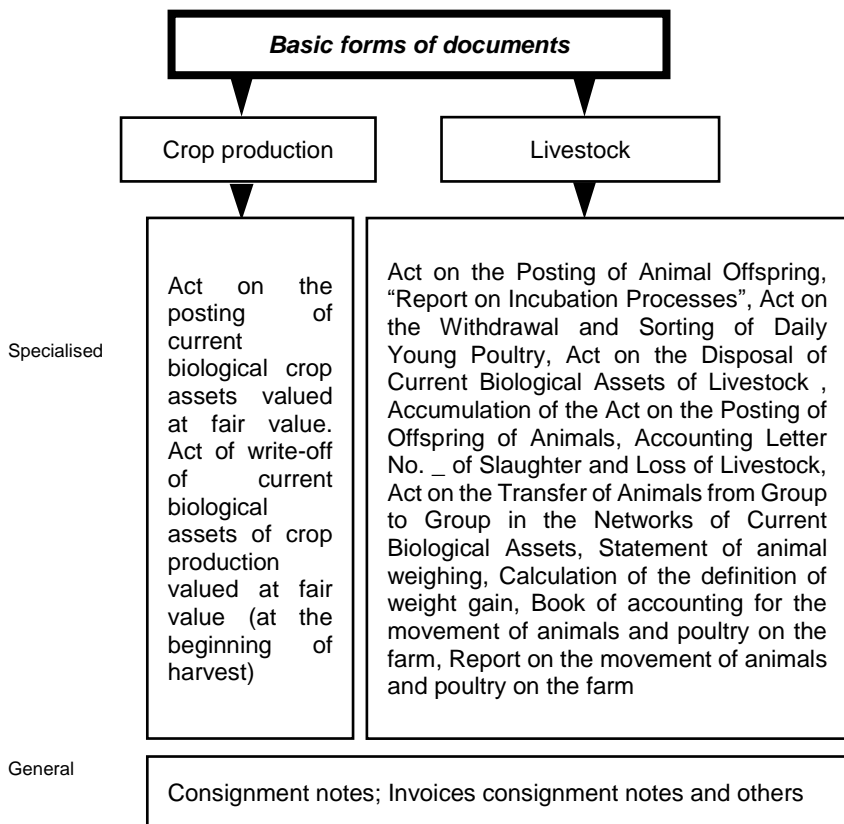 Basic forms of documents
Crop production
Livestock
Specialised
Act on the
posting of
current
biological crop
assets valued
at fair value.
Act of write-off
of current
biological
assets of crop
production
valued at fair
value (at the
beginning of
harvest)
Act on the Posting of Animal Offspring,
“Report on Incubation Processes”, Act on
the Withdrawal and Sorting of Daily
Young Poultry, Act on the Disposal of
Current Biological Assets of Livestock ,
Accumulation of the Act on the Posting of
Offspring of Animals, Accounting Letter
No. _ of Slaughter and Loss of Livestock,
Act on the Transfer of Animals from Group
to Group in the Networks of Current
Biological Assets, Statement of animal
weighing, Calculation of the definition of
weight gain, Book of accounting for the
movement of animals and poultry on the
farm, Report on the movement of animals
and poultry on the farm
General
Consignment notes; Invoices consignment notes and others